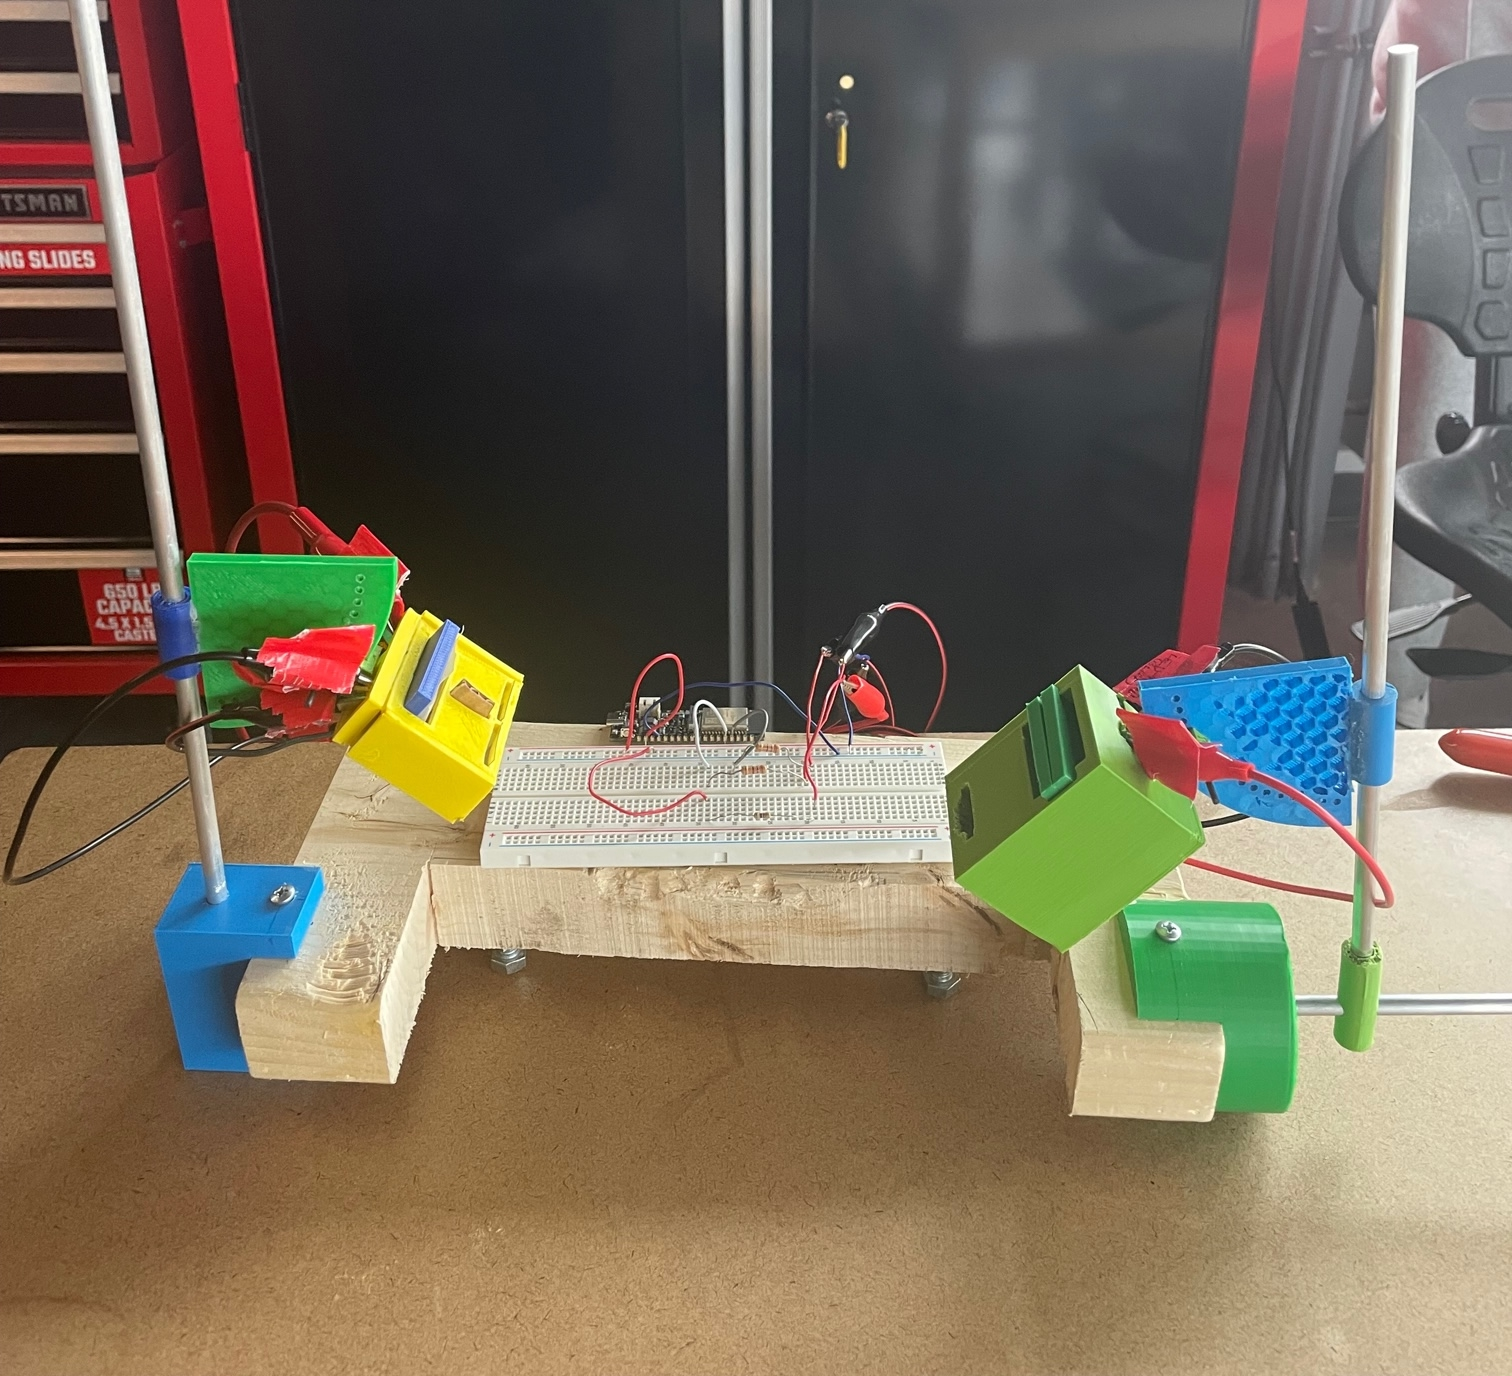 TSMAN
NG SLIDES
650 L
CAPAC
4.5 X 1.5
CASTE